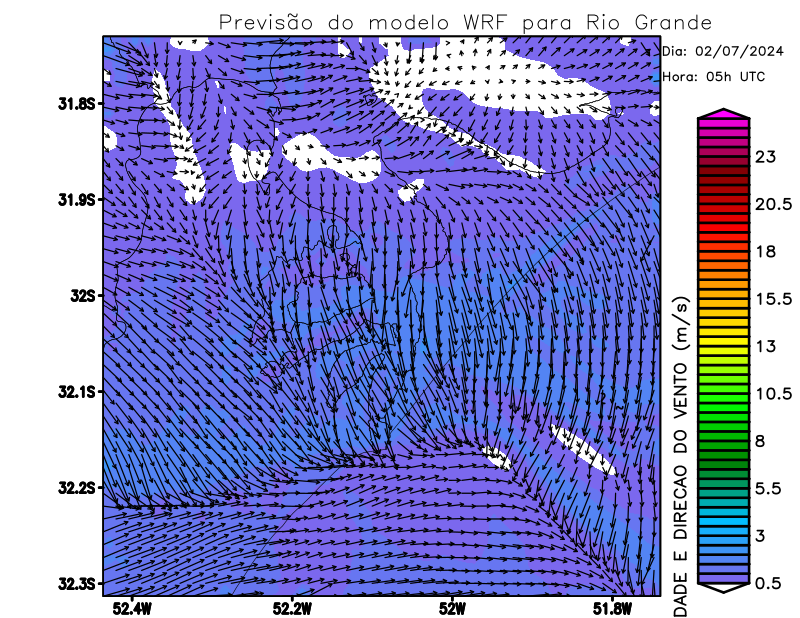 Previsão do modelo WRF para Rio Grande
Dia: 02/07/2024
Hora: 05h UTC
31.8S
31.9S
32S
32.1S
32.2S
32.3S
52.4W
52.2W
52W
51.8W
23
20.5
18
15.5
13
10.5
8
5.5
3
0.5
DADE E DIRECAO DO VENTO (m/s)